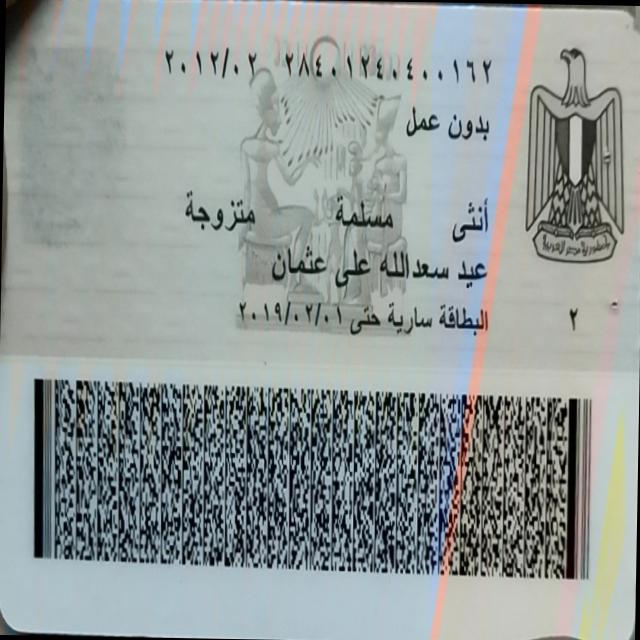 ٢٨٤٠١٢٤٠٤٠٠١٦٢ ٢٠١٢/٠٢
بدون عمل
أنثى مسلمة متزوجة
عيد سعدالله على عثمان
البطاقة سارية حتى ٢٠١٩/٠٢/٠١
٢
جمهورية مصر العربية